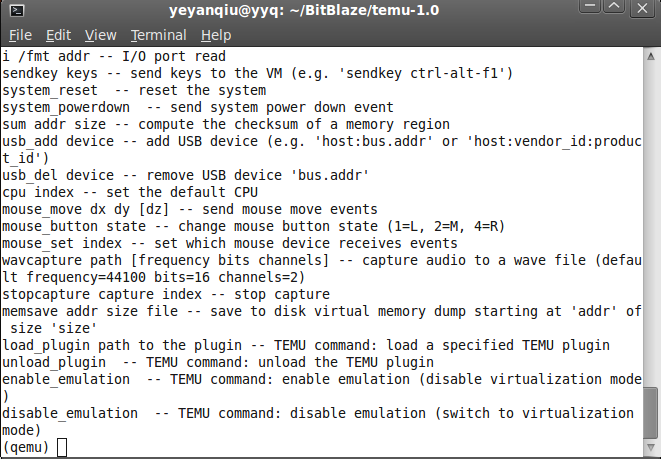 yeyanqiu@yyq: ~/BitBlaze/temu-1.0
File Edit View Terminal Help
i /fmt addr -- I/O port read
sendkey keys -- send keys to the VM (e.g. 'sendkey ctrl-alt-f1')
system_reset  -- reset the system
system_powerdown  -- send system power down event
sum addr size -- compute the checksum of a memory region
usb_add device -- add USB device (e.g. 'host:bus.addr' or 'host:vendor_id:produc
t_id')
usb_del device -- remove USB device 'bus.addr'
cpu index -- set the default CPU
mouse_move dx dy [dz] -- send mouse move events
mouse_button state -- change mouse button state (1=L, 2=M, 4=R)
mouse_set index -- set which mouse device receives events
wavcapture path [frequency bits channels] -- capture audio to a wave file (defau
lt frequency=44100 bits=16 channels=2)
stopcapture capture index -- stop capture
memsave addr size file -- save to disk virtual memory dump starting at 'addr' of
 size 'size'
load_plugin path to the plugin -- TEMU command: load a specified TEMU plugin
unload_plugin  -- TEMU command: unload the TEMU plugin
enable_emulation  -- TEMU command: enable emulation (disable virtualization mode
)
disable_emulation  -- TEMU command: disable emulation (switch to virtualization
mode)
(qemu)